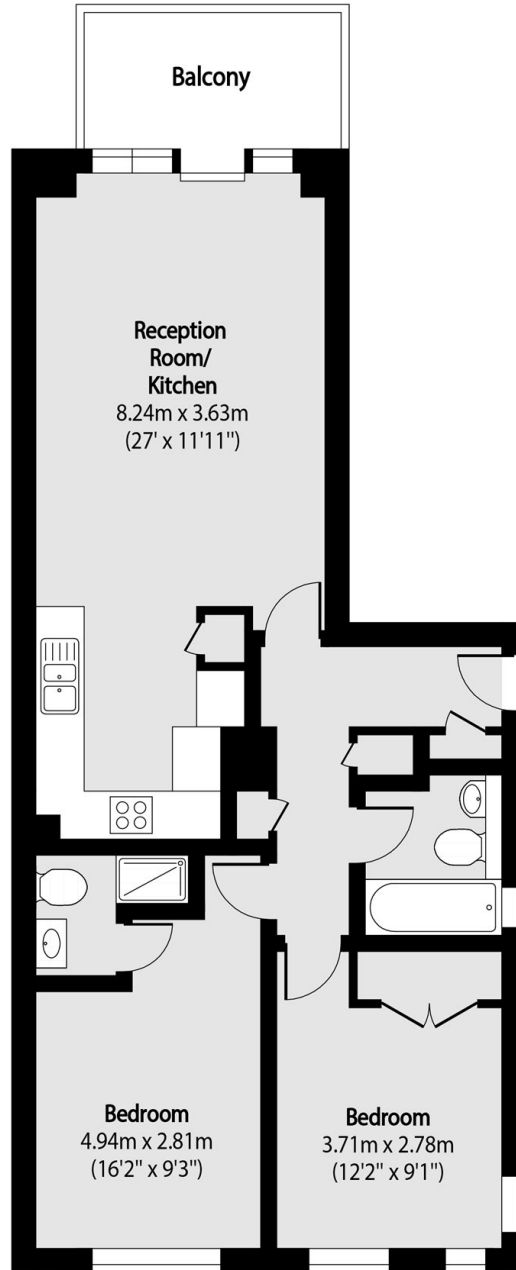 Balcony
Reception
Room/
Kitchen
8.24m x 3.63m
(27' x 11'11")
Bedroom
4.94m x 2.81m
(16'2" x 9'3")
Bedroom
3.71m x 2.78m
(12'2" x 9'1")